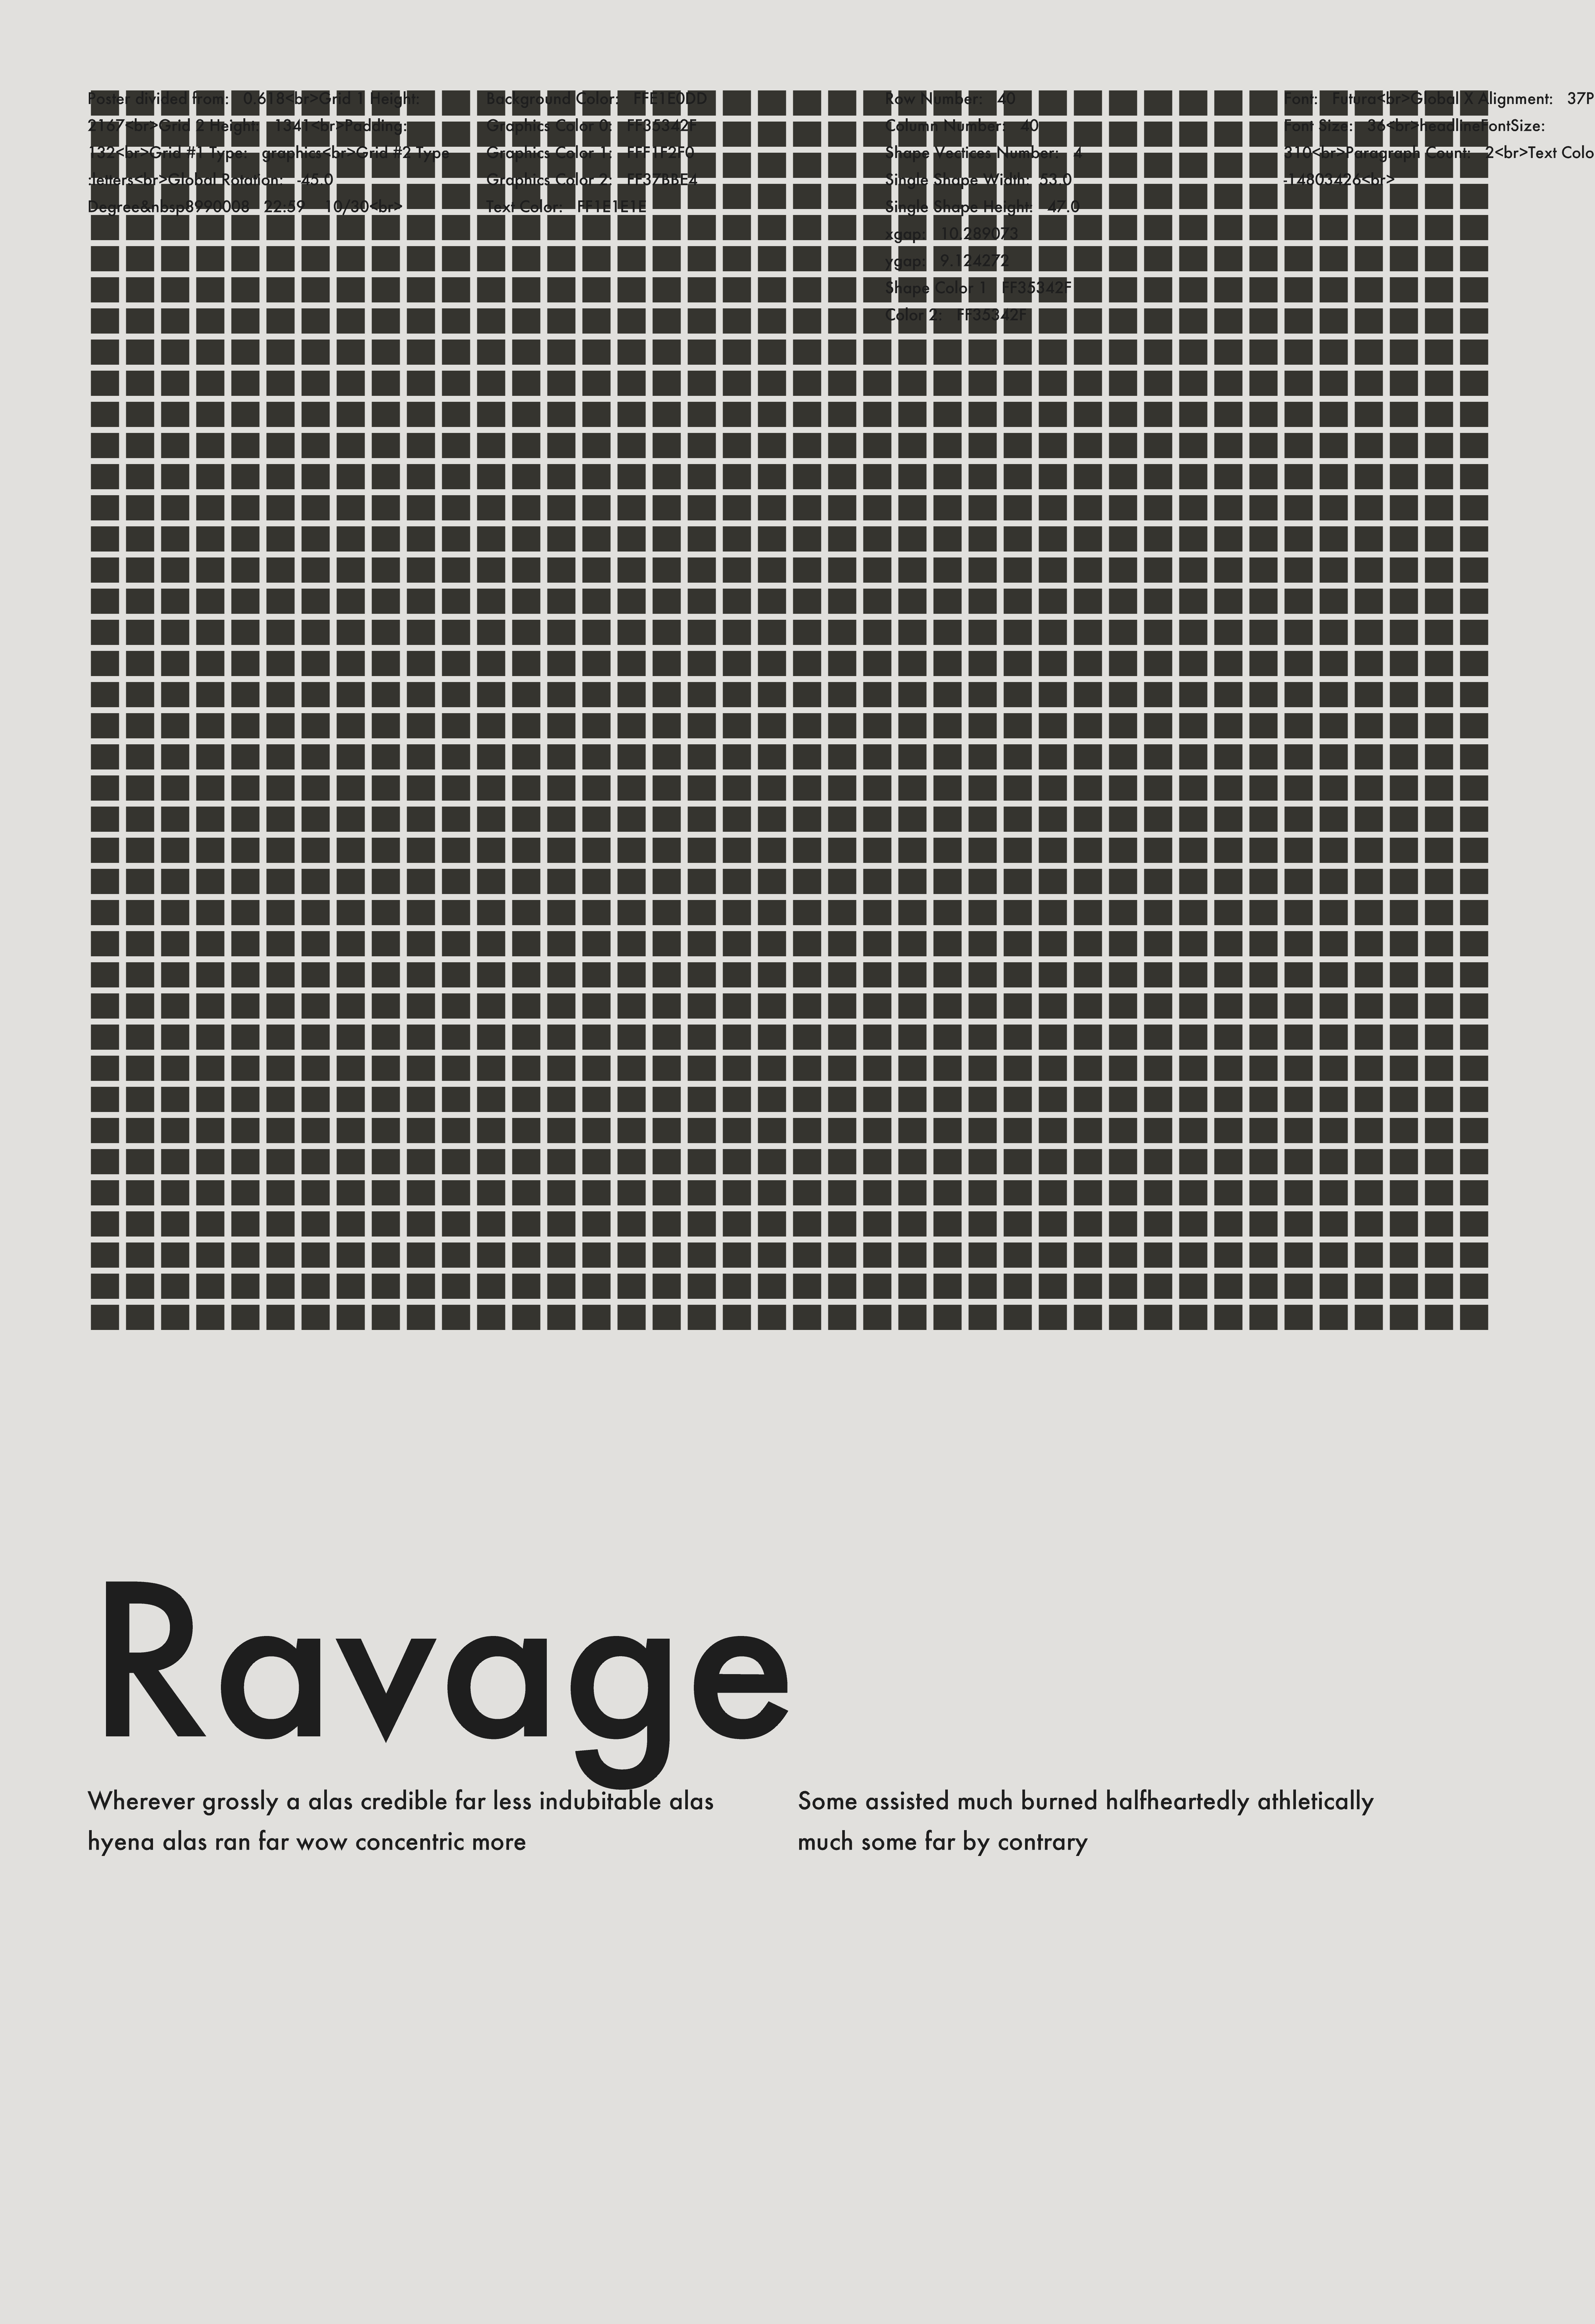 Poster divided from: 0.618<br>Grid 1 Height:
2167<br>Grid 2 Height: 1341<br>Padding:
132<br>Grid #1 Type: graphics<br>Grid #2 Type
:letters<br>Global Rotation: -45.0
Degree&nbsp8990008 22:59 10/30<br>
Background Color: FFE1E0DD
Graphics Color 0: FF35342F
Graphics Color 1: FFF1F2F0
Graphics Color 2: FF37BBE4
Text Color: FF1E1E1E
Row Number: 40
Column Number: 40
Shape Vectices Number: 4
Single Shape Width: 53.0
Single Shape Height: 47.0
xgap: 10.289073
ygap: 9.124272
Shape Color 1 FF35342F
Color 2: FF35342F
Font: Futura<br>Global X Alignment: 37P
Font Size: 36<br>headlineFontSize:
310<br>Paragraph Count: 2<br>Text Colo
-14803426<br>
Ravage
Wherever grossly a alas credible far less indubitable alas
hyena alas ran far wow concentric more
Some assisted much burned halfheartedly athletically
much some far by contrary